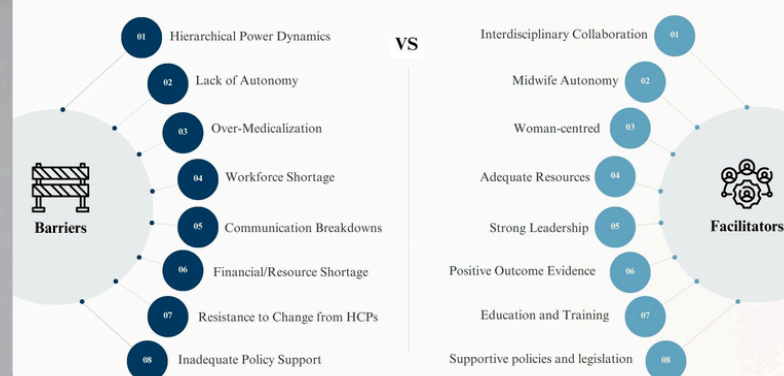 01 Hierarchical Power Dynamics
02 Lack of Autonomy
03 Over-Medicalization
04 Workforce Shortage
05 Communication Breakdowns
06 Financial/Resource Shortage
07 Resistance to Change from HCPs
08 Inadequate Policy Support
Barriers
VS
Interdisciplinary Collaboration 01
Midwife Autonomy 02
Woman-centred 03
Adequate Resources 04
Strong Leadership 05
Positive Outcome Evidence 06
Education and Training 07
Supportive policies and legislation 08
Facilitators